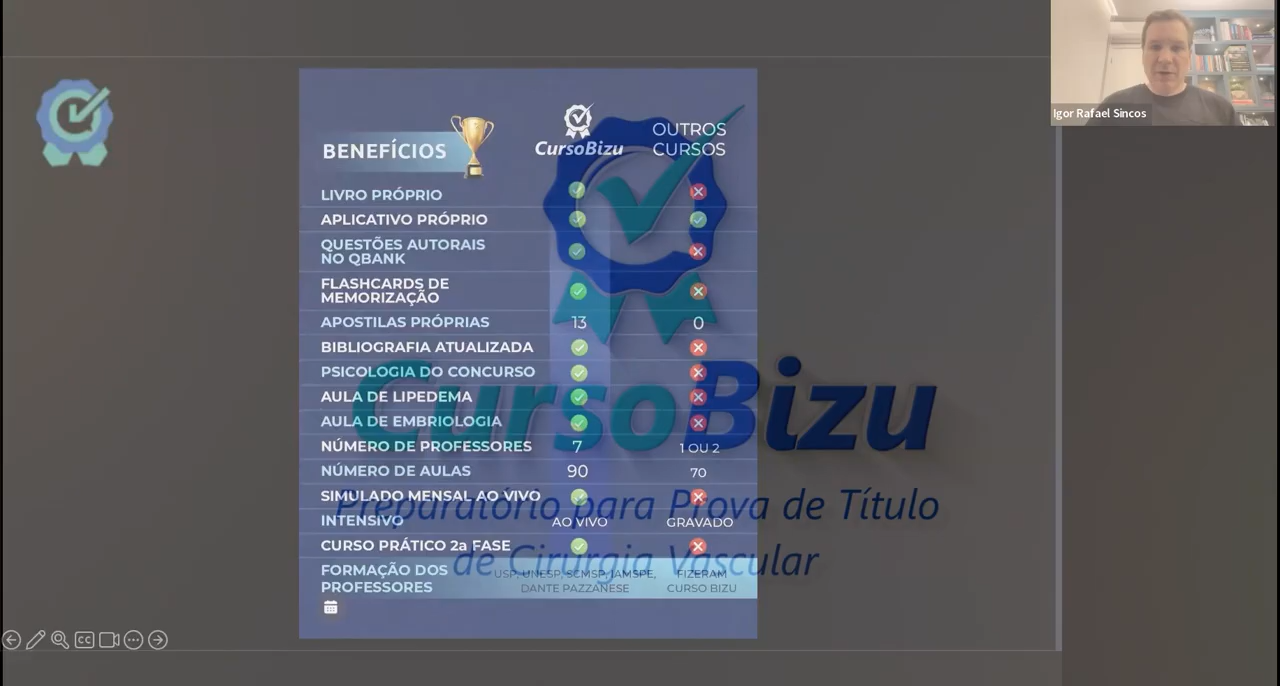 Igor Rafael Sincos
BENEFÍCIOS
CursoBizu
OUTROS
CURSOS
LIVRO PRÓPRIO
APLICATIVO PRÓPRIO
QUESTÕES AUTORAIS
NO QBANK
FLASHCARDS DE
MEMORIZAÇÃO
APOSTILAS PRÓPRIAS 13 0
BIBLIOGRAFIA ATUALIZADA
PSICOLOGIA DO CONCURSO
AULA DE LIPEDEMA
AULA DE EMBRIOLOGIA
NÚMERO DE PROFESSORES 7 1 OU 2
NÚMERO DE AULAS 90 70
SIMULADO MENSAL AO VIVO
INTENSIVO AO VIVO GRAVADO
CURSO PRÁTICO 2a FASE
FORMAÇÃO DOS
PROFESSORES
USP, UNESP, SCMSP, IAMSPE,
DANTE PAZZANESE
FIZERAM
CURSO BIZU
CursoBizu
Preparatório para Prova de Título
de Cirurgia Vascular
CC